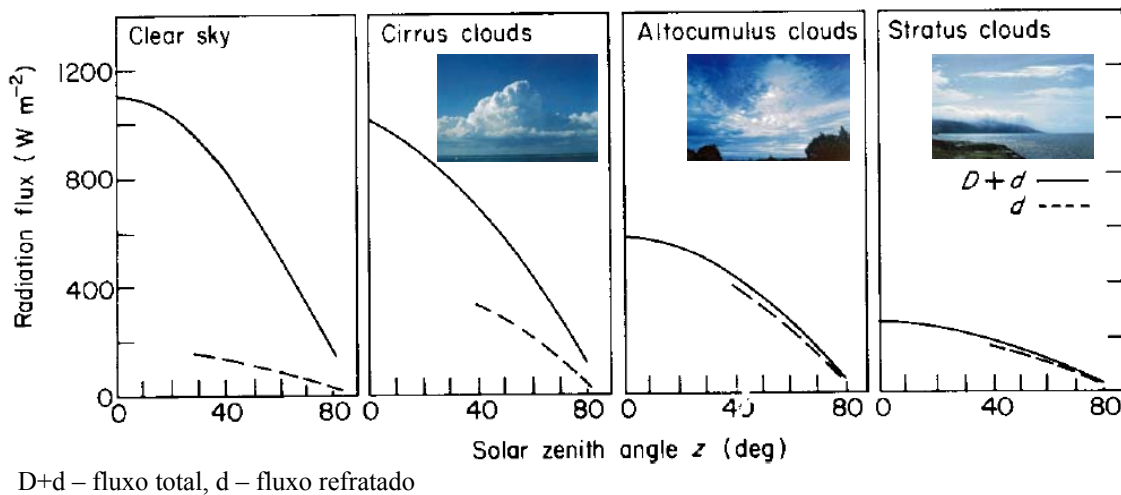 Clear sky
Cirrus clouds
Altocumulus clouds
Stratus clouds
Radiation flux (W m⁻²)
1200
800
400
0
D + d
d
0 40 80
0 40 80
0 40 80
0 40 80
Solar zenith angle z (deg)
D+d – fluxo total, d – fluxo refratado